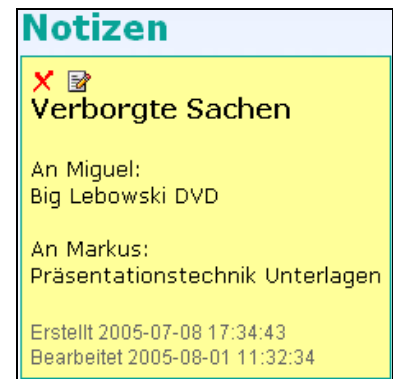 Notizen
Verborgte Sachen
An Miguel:
Big Lebowski DVD
An Markus:
Präsentationstechnik Unterlagen
Erstellt 2005-07-08 17:34:43
Bearbeitet 2005-08-01 11:32:34